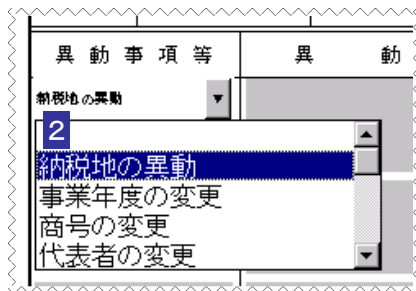 異動事項等 異動
納税地の異動
2
納税地の異動
事業年度の変更
商号の変更
代表者の変更